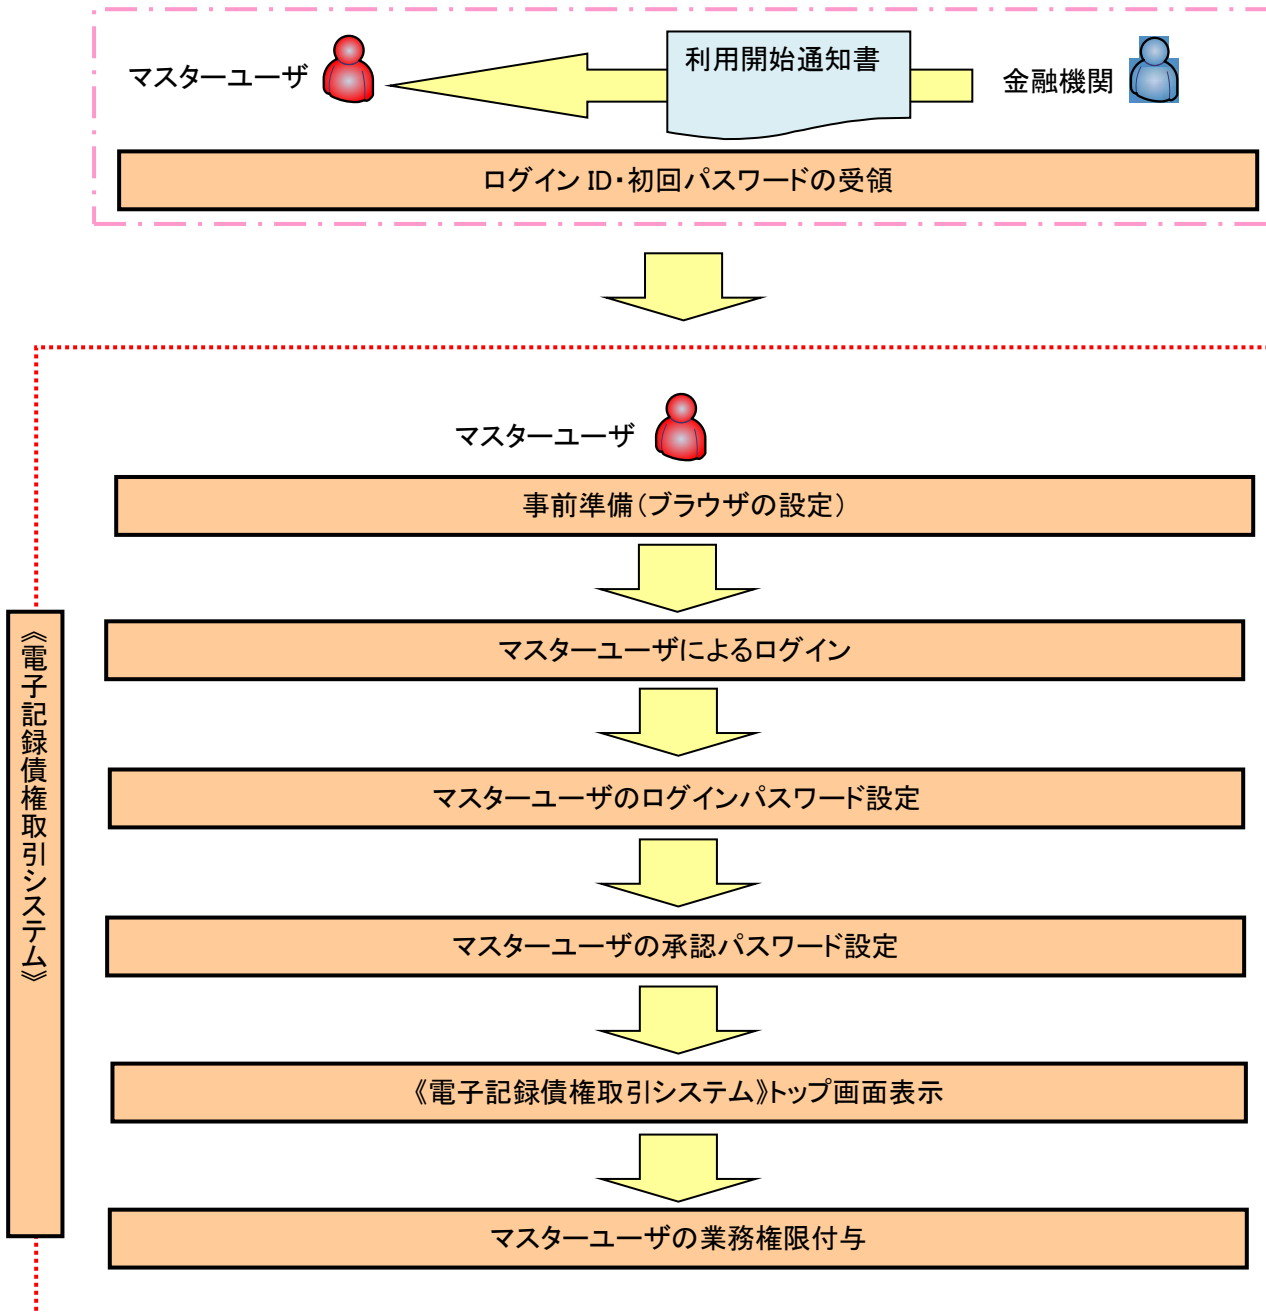 マスターユーザ
利用開始通知書
金融機関
ログイン ID・初回パスワードの受領
マスターユーザ
事前準備(ブラウザの設定)
《電子記録債権取引システム》
マスターユーザによるログイン
マスターユーザのログインパスワード設定
マスターユーザの承認パスワード設定
《電子記録債権取引システム》トップ画面表示
マスターユーザの業務権限付与